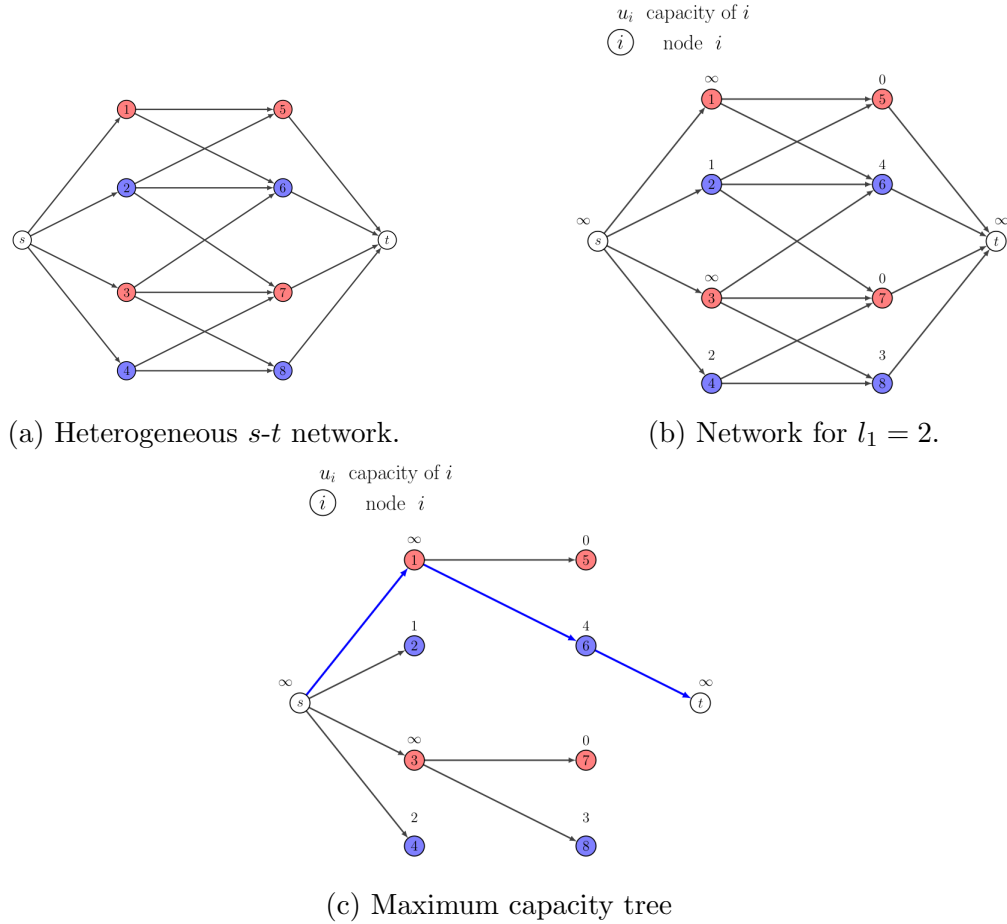 u_i capacity of i
i node i
1 5
2 6
s t
3 7
4 8
(a) Heterogeneous s-t network.
∞ 0
1 5
1 4
2 6
∞ ∞
s t
∞ 0
3 7
2 3
4 8
(b) Network for l_1 = 2.
u_i capacity of i
i node i
∞ 0
1 5
1 4
2 6
∞ ∞
s t
∞ 0
3 7
2 3
4 8
(c) Maximum capacity tree